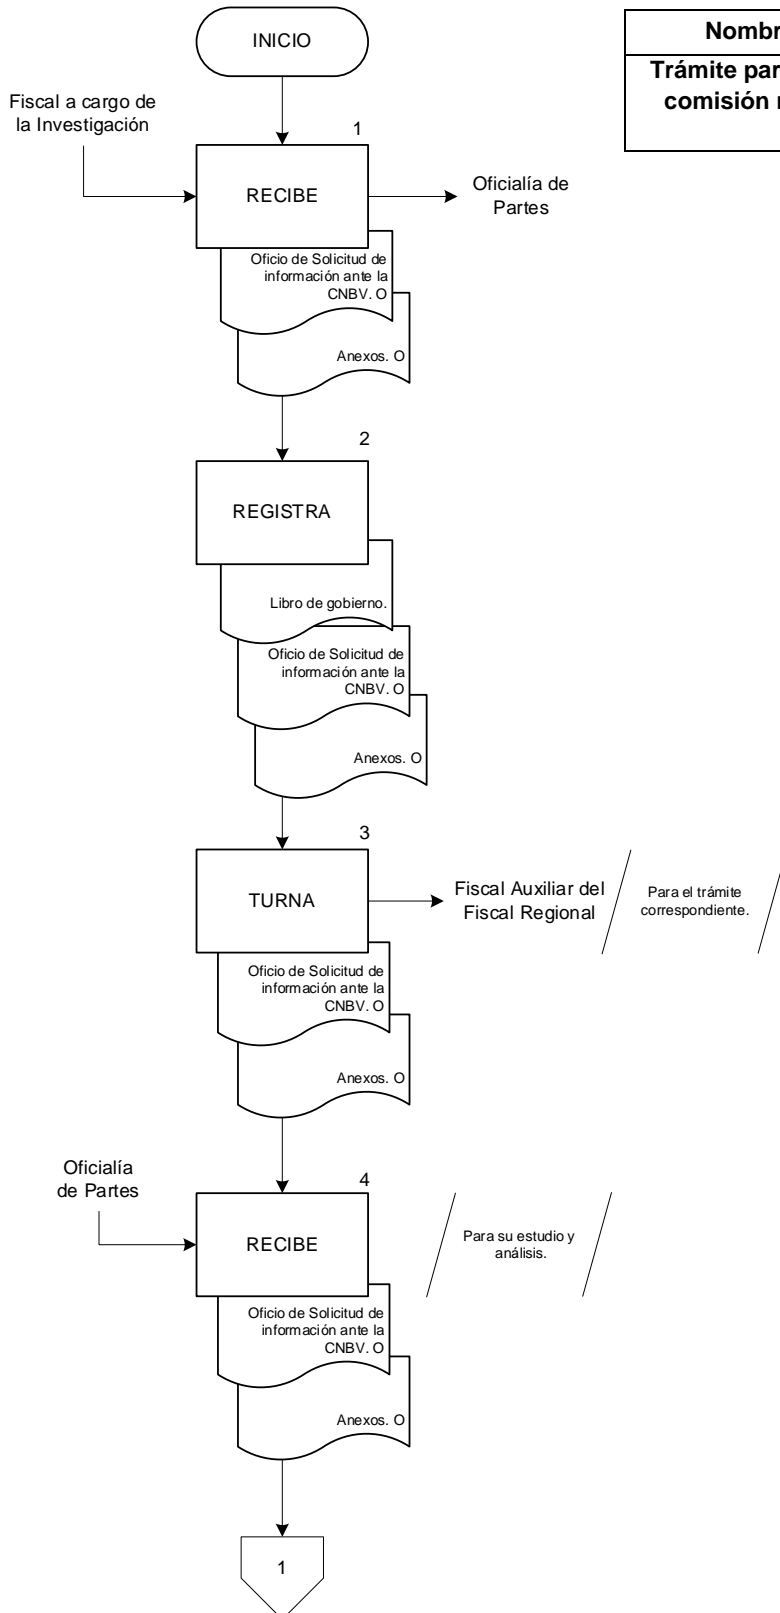 INICIO
Nombr
Trámite par
comisión r
Fiscal a cargo de
la Investigación
1
RECIBE
Oficialía de
Partes
Oficio de Solicitud de
información ante la
CNBV. O
Anexos. O
2
REGISTRA
Libro de gobierno.
Oficio de Solicitud de
información ante la
CNBV. O
Anexos. O
3
TURNA
Fiscal Auxiliar del
Fiscal Regional
Para el trámite
correspondiente.
Oficio de Solicitud de
información ante la
CNBV. O
Anexos. O
Oficialía
de Partes
4
RECIBE
Para su estudio y
análisis.
Oficio de Solicitud de
información ante la
CNBV. O
Anexos. O
1